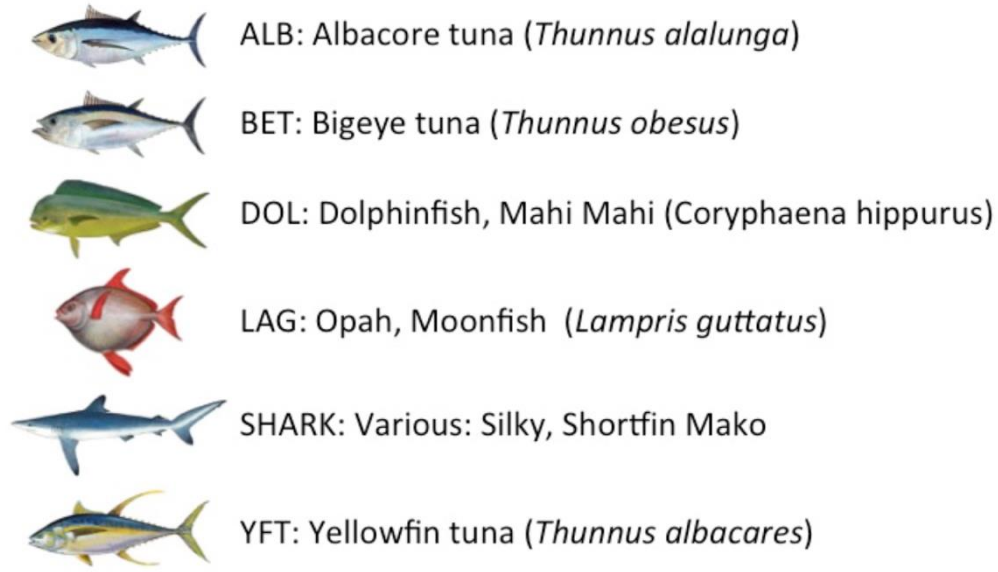 ALB: Albacore tuna (Thunnus alalunga)
BET: Bigeye tuna (Thunnus obesus)
DOL: Dolphinfish, Mahi Mahi (Coryphaena hippurus)
LAG: Opah, Moonfish (Lampris guttatus)
SHARK: Various: Silky, Shortfin Mako
YFT: Yellowfin tuna (Thunnus albacares)